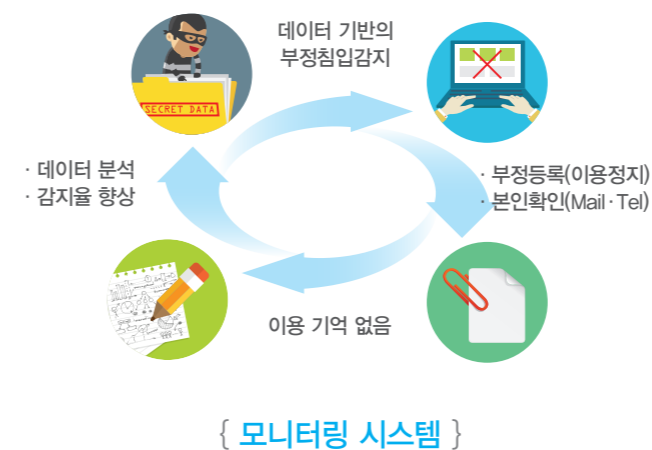 데이터 기반의
부정침입감지
SECRET DATA
· 데이터 분석
· 감지율 향상
· 부정등록(이용정지)
· 본인확인(Mail·Tel)
이용 기억 없음
{ 모니터링 시스템 }